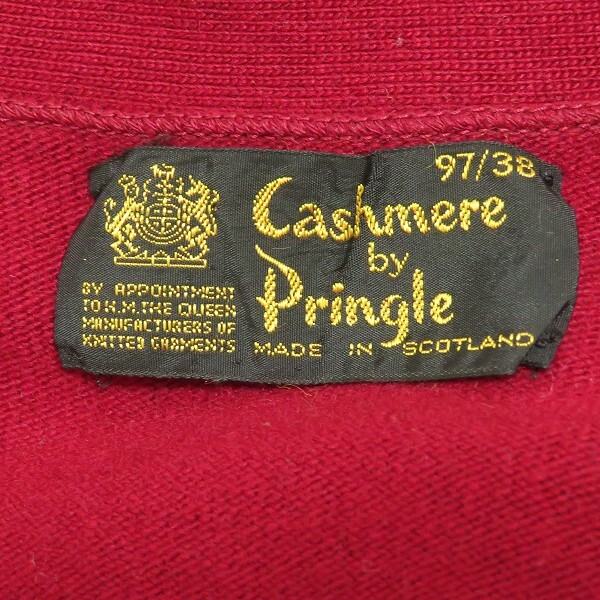 97/38
Cashmere
by
Pringle
BY APPOINTMENT
TO H.M. THE QUEEN
MANUFACTURERS OF
KNITTED GARMENTS
MADE IN SCOTLAND